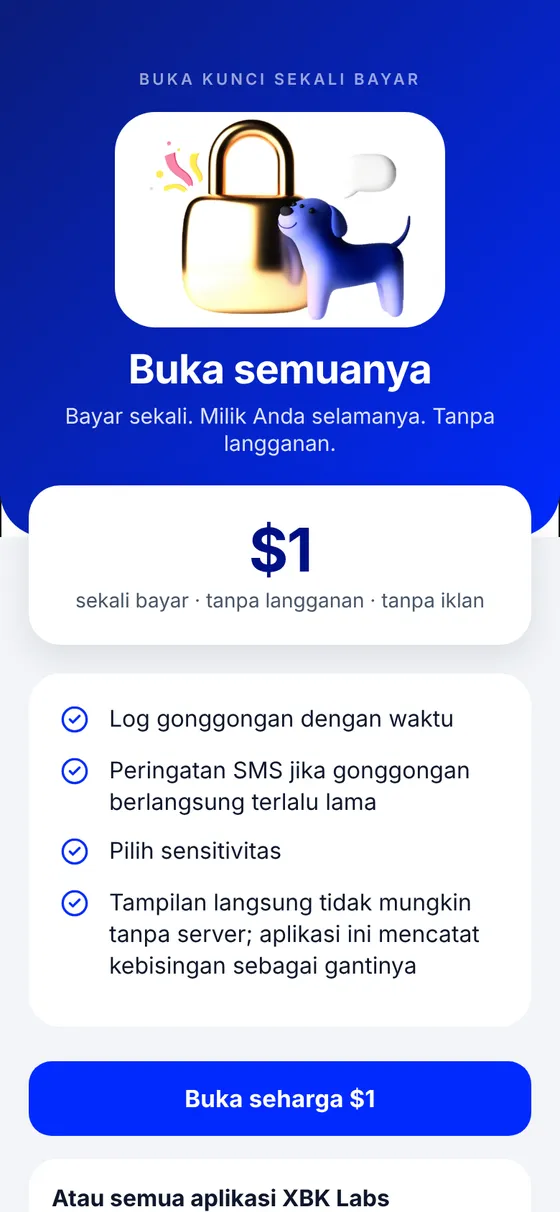 BUKA KUNCI SEKALI BAYAR
Buka semuanya
Bayar sekali. Milik Anda selamanya. Tanpa
langganan.
$1
sekali bayar · tanpa langganan · tanpa iklan
Log gonggongan dengan waktu
Peringatan SMS jika gonggongan
berlangsung terlalu lama
Pilih sensitivitas
Tampilan langsung tidak mungkin
tanpa server; aplikasi ini mencatat
kebisingan sebagai gantinya
Buka seharga $1
Atau semua aplikasi XBK Labs